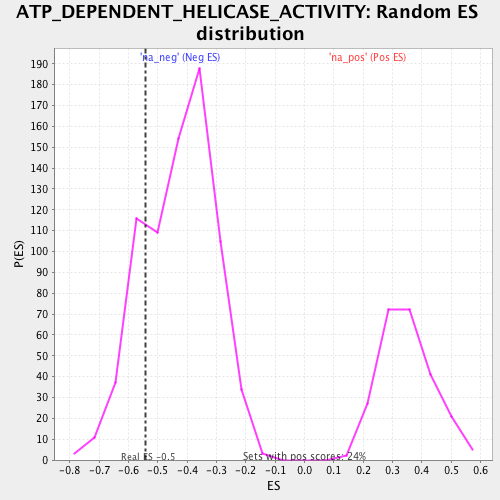 ATP_DEPENDENT_HELICASE_ACTIVITY: Random ES
distribution
'na_neg' (Neg ES)
'na_pos' (Pos ES)
190
180
170
160
150
140
130
120
110
100
90
80
70
60
50
40
30
20
10
0
P(ES)
Real ES -0.5
Sets with pos scores: 24%
-0.8 -0.7 -0.6 -0.5 -0.4 -0.3 -0.2 -0.1 0.0 0.1 0.2 0.3 0.4 0.5 0.6
ES